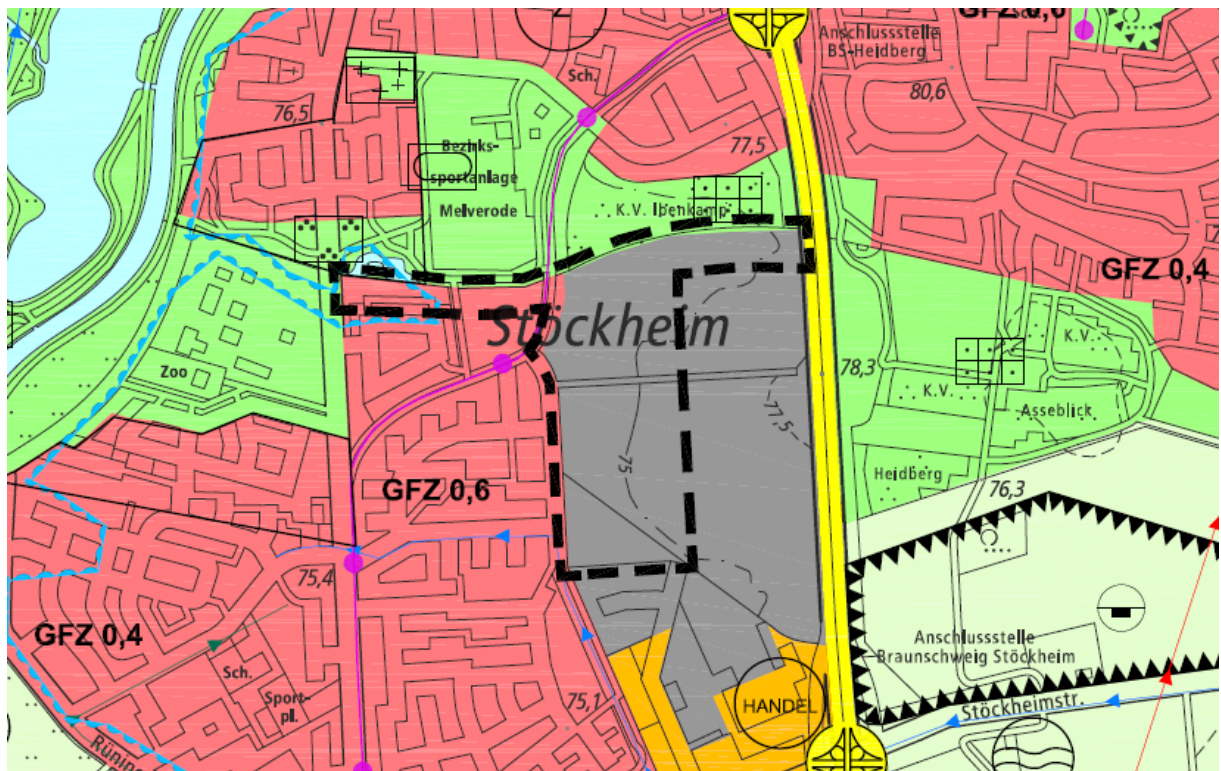 GFZ 0,6
Anschlussstelle
BS-Heidberg
Sch.
80,6
76,5
77,5
Bezirks-
sportanlage
Melverode
K.V. Ibenkamp
GFZ 0,4
Stöckheim
K.V.
Zoo
78,3
K.V.
Asseblick
77,5
75
Heidberg
GFZ 0,6
76,3
75,4
GFZ 0,4
Anschlussstelle
Braunschweig Stöckheim
Sch.
Sport-
pl.
75,1
HANDEL
Stöckheimstr.